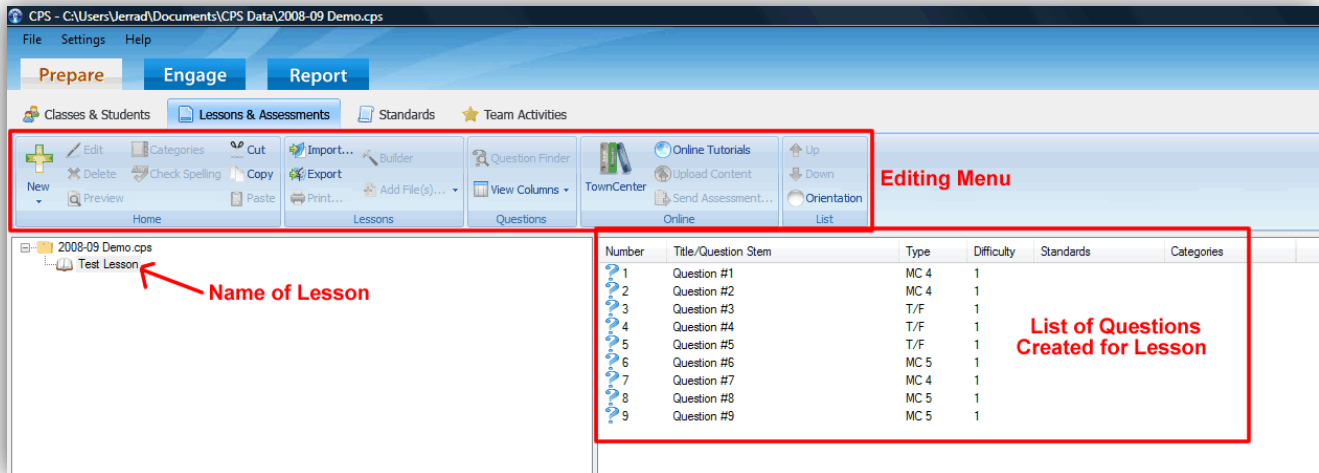 CPS - C:\Users\Jerrad\Documents\CPS Data\2008-09 Demo.cps
File Settings Help
Prepare Engage Report
Classes & Students Lessons & Assessments Standards Team Activities
New
Edit Categories Cut
Delete Check Spelling Copy
Preview Paste
Home
Import... Builder
Export
Print... Add File(s)...
Lessons
Question Finder
View Columns
Questions
TownCenter
Online Tutorials
Upload Content
Send Assessment...
Online
Up
Down
Orientation
List
Editing Menu
2008-09 Demo.cps
Test Lesson
Name of Lesson
Number Title/Question Stem Type Difficulty Standards Categories
1 Question #1 MC 4 1
2 Question #2 MC 4 1
3 Question #3 T/F 1
4 Question #4 T/F 1
5 Question #5 T/F 1
6 Question #6 MC 5 1
7 Question #7 MC 4 1
8 Question #8 MC 5 1
9 Question #9 MC 5 1
List of Questions
Created for Lesson